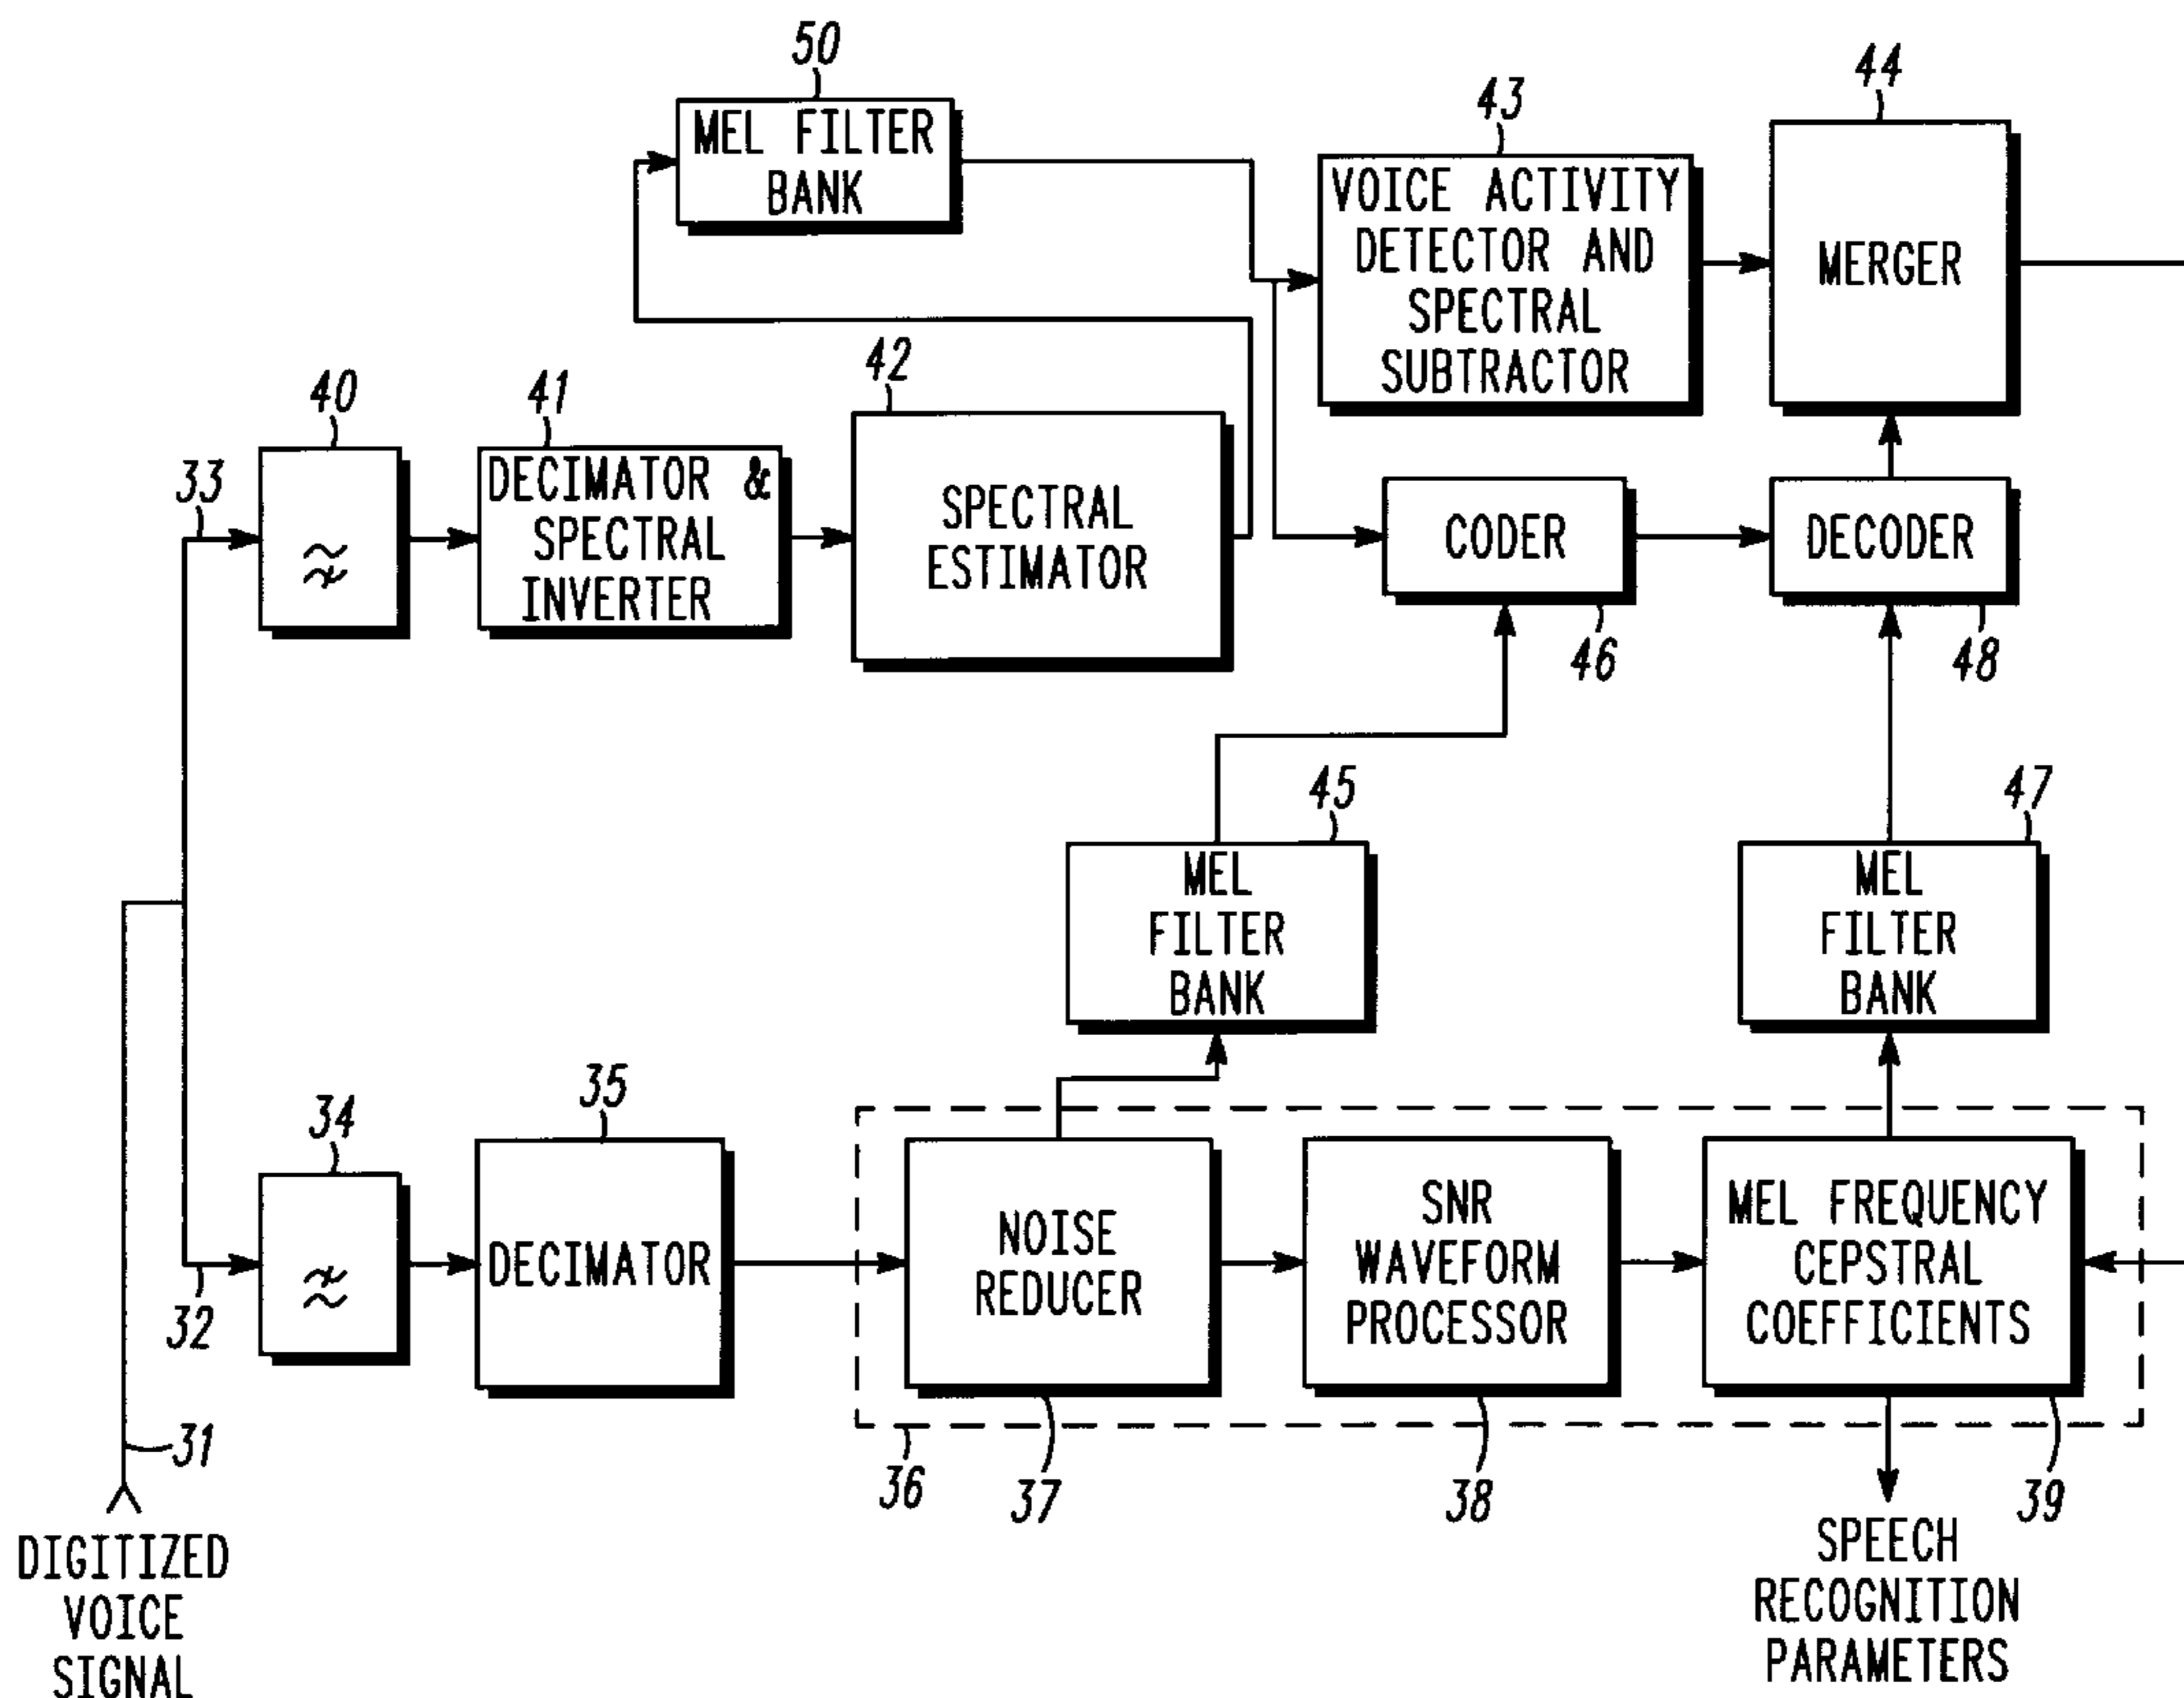 50
MEL FILTER
BANK
43
VOICE ACTIVITY
DETECTOR AND
SPECTRAL
SUBTRACTOR
44
MERGER
40
33
41
DECIMATOR &
SPECTRAL
INVERTER
42
SPECTRAL
ESTIMATOR
CODER
46
DECODER
48
45
MEL
FILTER
BANK
47
MEL
FILTER
BANK
34
32
35
DECIMATOR
NOISE
REDUCER
SNR
WAVEFORM
PROCESSOR
MEL FREQUENCY
CEPSTRAL
COEFFICIENTS
31
36
37
38
39
DIGITIZED
VOICE
SIGNAL
SPEECH
RECOGNITION
PARAMETERS